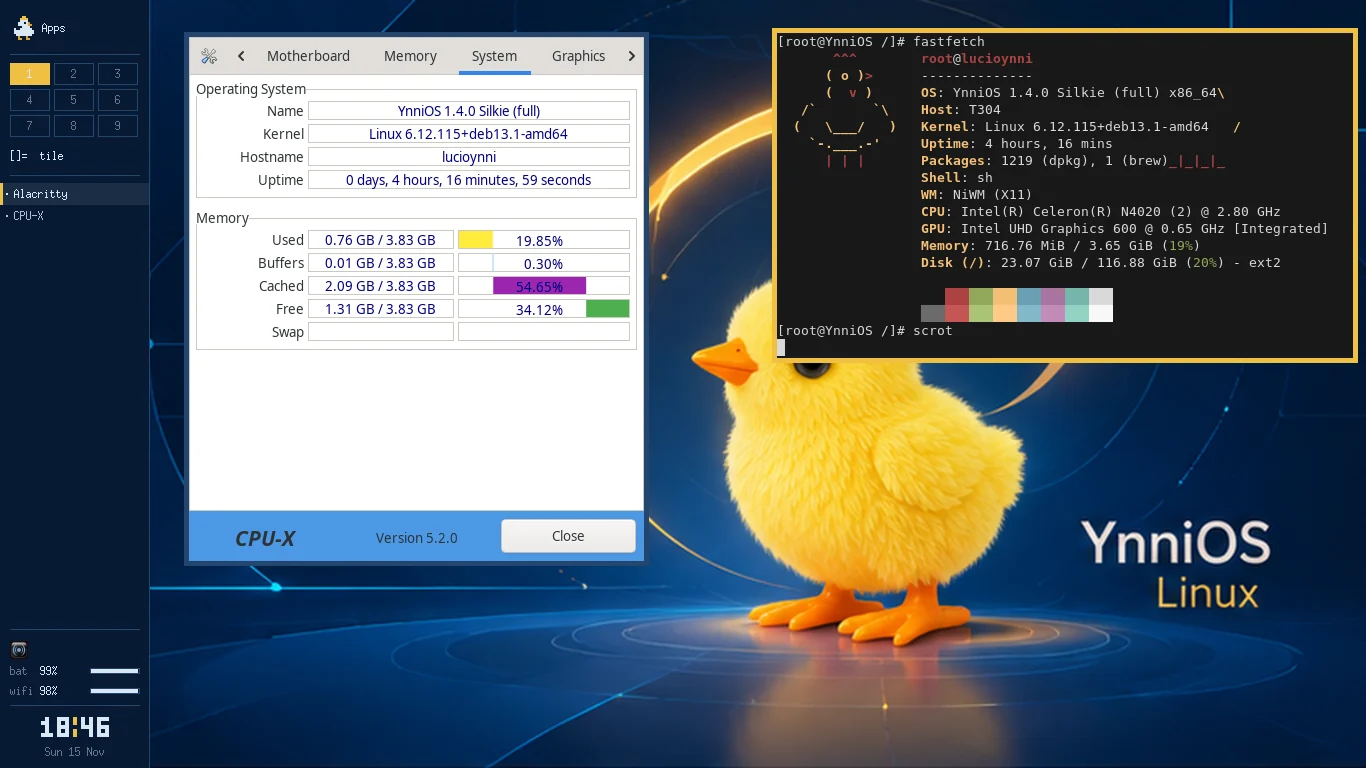 Apps
1 2 3
4 5 6
7 8 9
[]= tile
· Alacritty
· CPU-X
bat 99%
wifi 98%
18:46
Sun 15 Nov
Motherboard Memory System Graphics
Operating System
Name YnniOS 1.4.0 Silkie (full)
Kernel Linux 6.12.115+deb13.1-amd64
Hostname lucioynni
Uptime 0 days, 4 hours, 16 minutes, 59 seconds
Memory
Used 0.76 GB / 3.83 GB 19.85%
Buffers 0.01 GB / 3.83 GB 0.30%
Cached 2.09 GB / 3.83 GB 54.65%
Free 1.31 GB / 3.83 GB 34.12%
Swap
CPU-X Version 5.2.0 Close
[root@YnniOS /]# fastfetch
      ^^^        root@lucioynni
     ( o )>      --------------
     (  v )      OS: YnniOS 1.4.0 Silkie (full) x86_64\
  /`       `\    Host: T304
 (   \___/   )   Kernel: Linux 6.12.115+deb13.1-amd64   /
   `-.___.-'     Uptime: 4 hours, 16 mins
     | | |       Packages: 1219 (dpkg), 1 (brew)_|_|_|_
Shell: sh
WM: NiWM (X11)
CPU: Intel(R) Celeron(R) N4020 (2) @ 2.80 GHz
GPU: Intel UHD Graphics 600 @ 0.65 GHz [Integrated]
Memory: 716.76 MiB / 3.65 GiB (19%)
Disk (/): 23.07 GiB / 116.88 GiB (20%) - ext2
[root@YnniOS /]# scrot
YnniOS
Linux